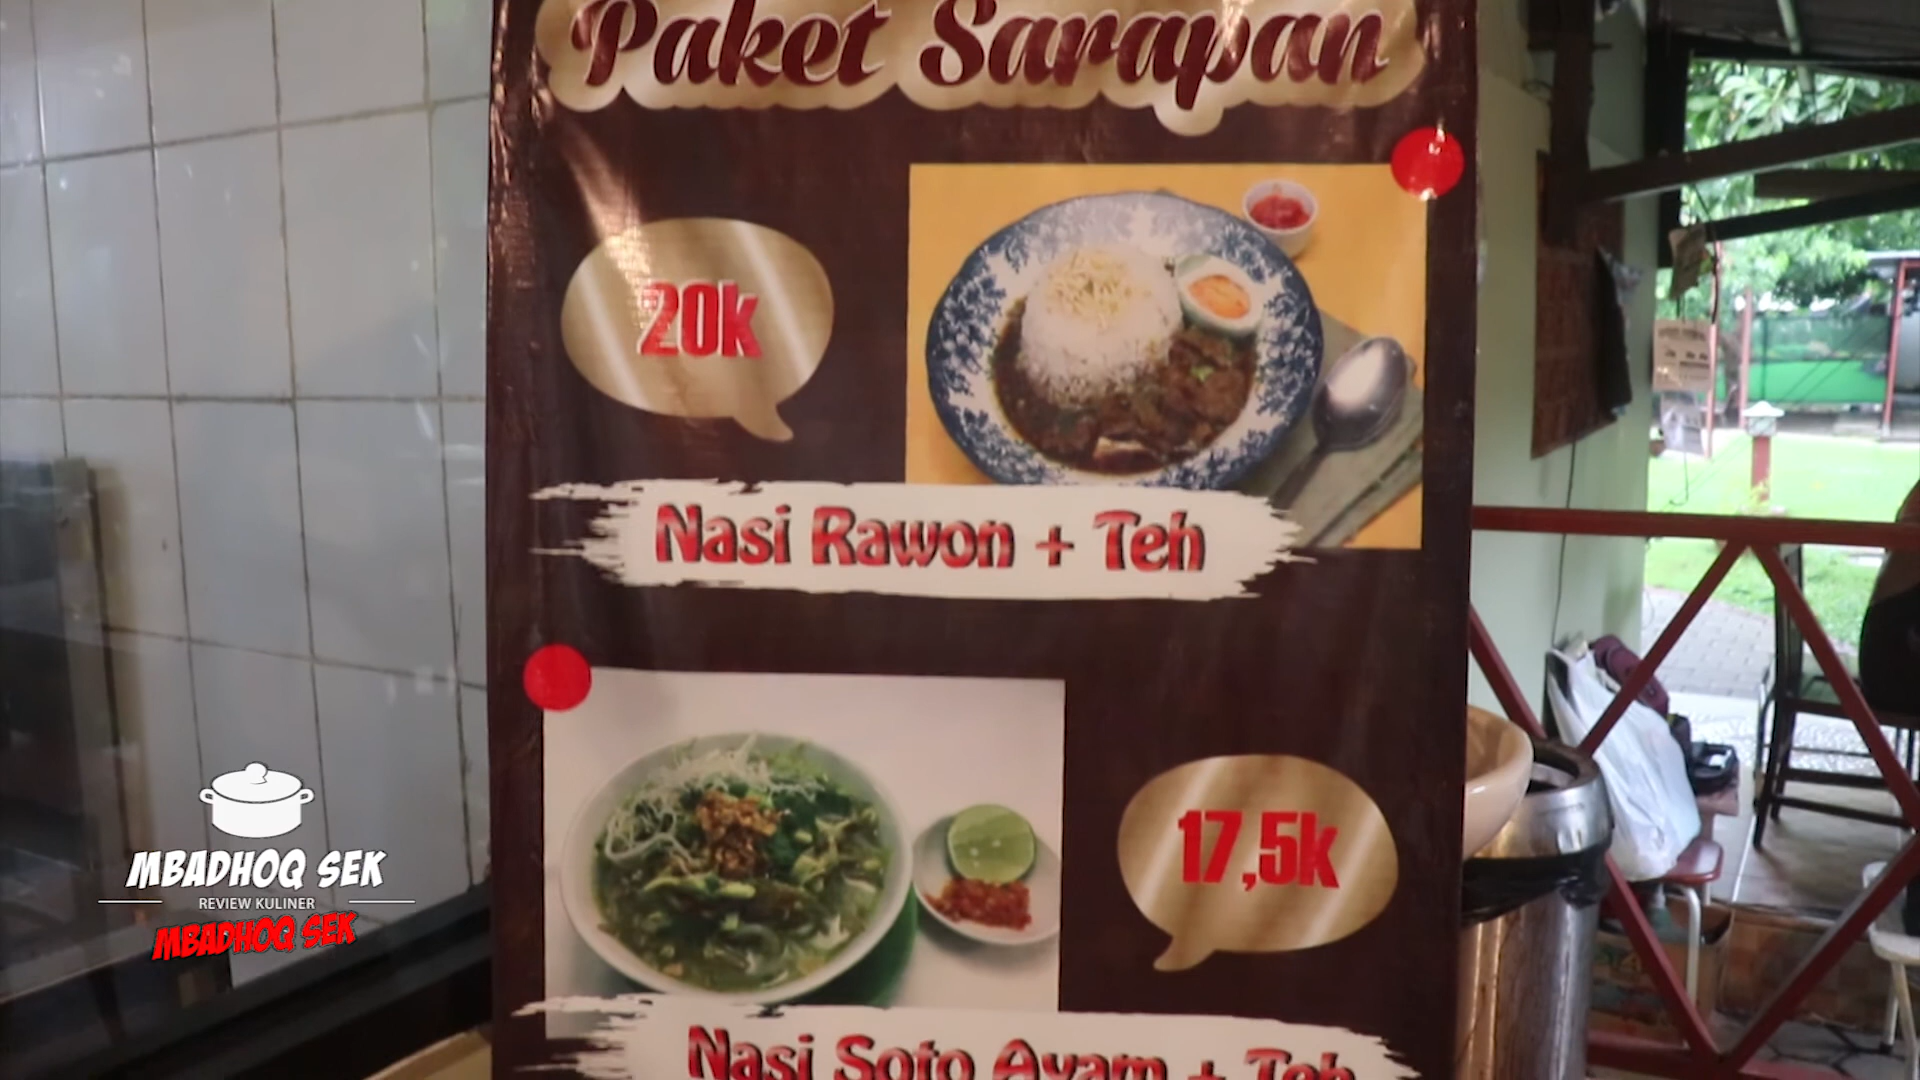 Paket Sarapan
20k
Nasi Rawon + Teh
17,5k
Nasi Soto Ayam + Teh
MBADHOQ SEK
REVIEW KULINER
MBADHOQ SEK